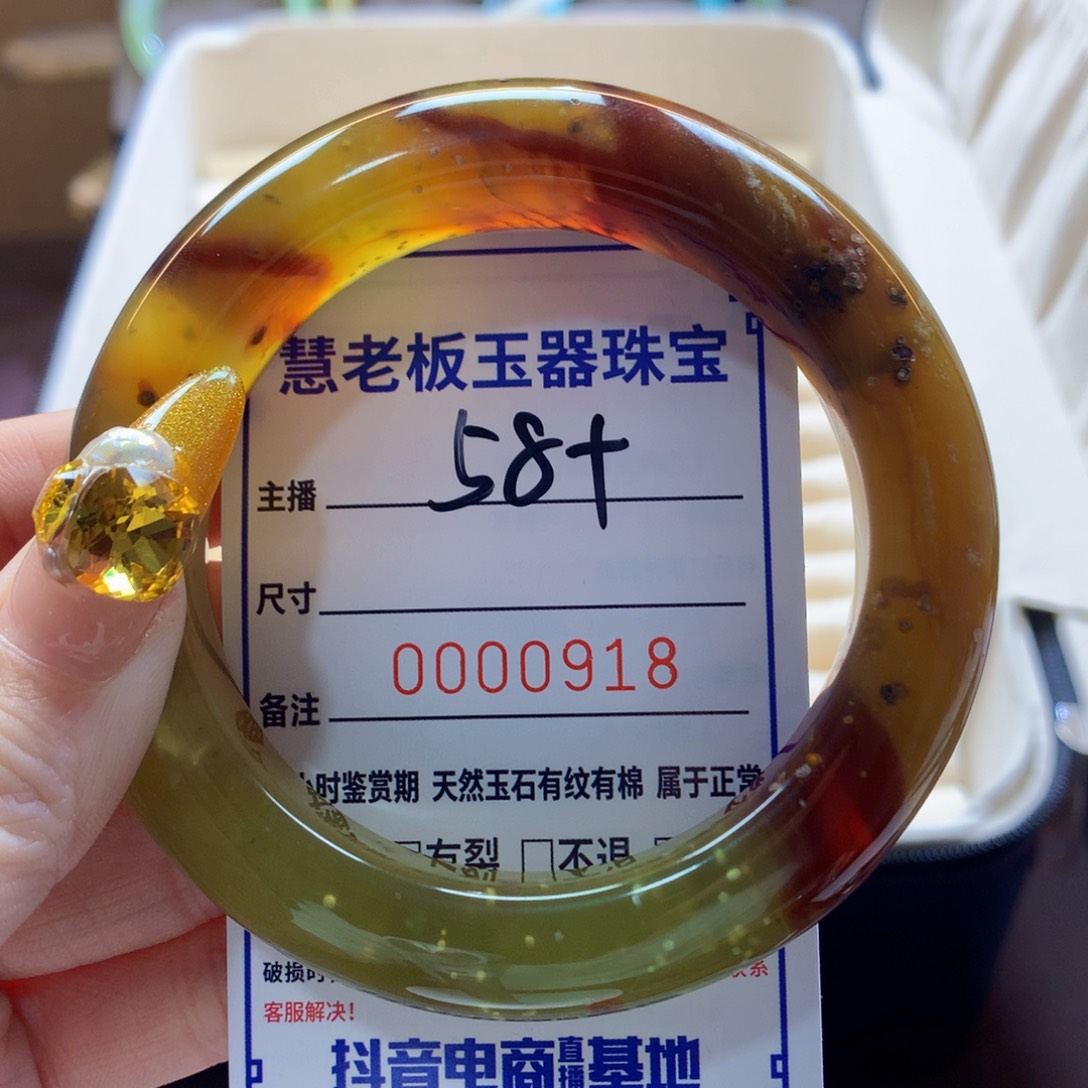 慧老板玉器珠宝
58+
主播
尺寸
0000918
备注
时鉴赏期 天然玉石有纹有棉 属于正常
有裂 □不退
破损
联系
客服解决!
抖音电商直播基地